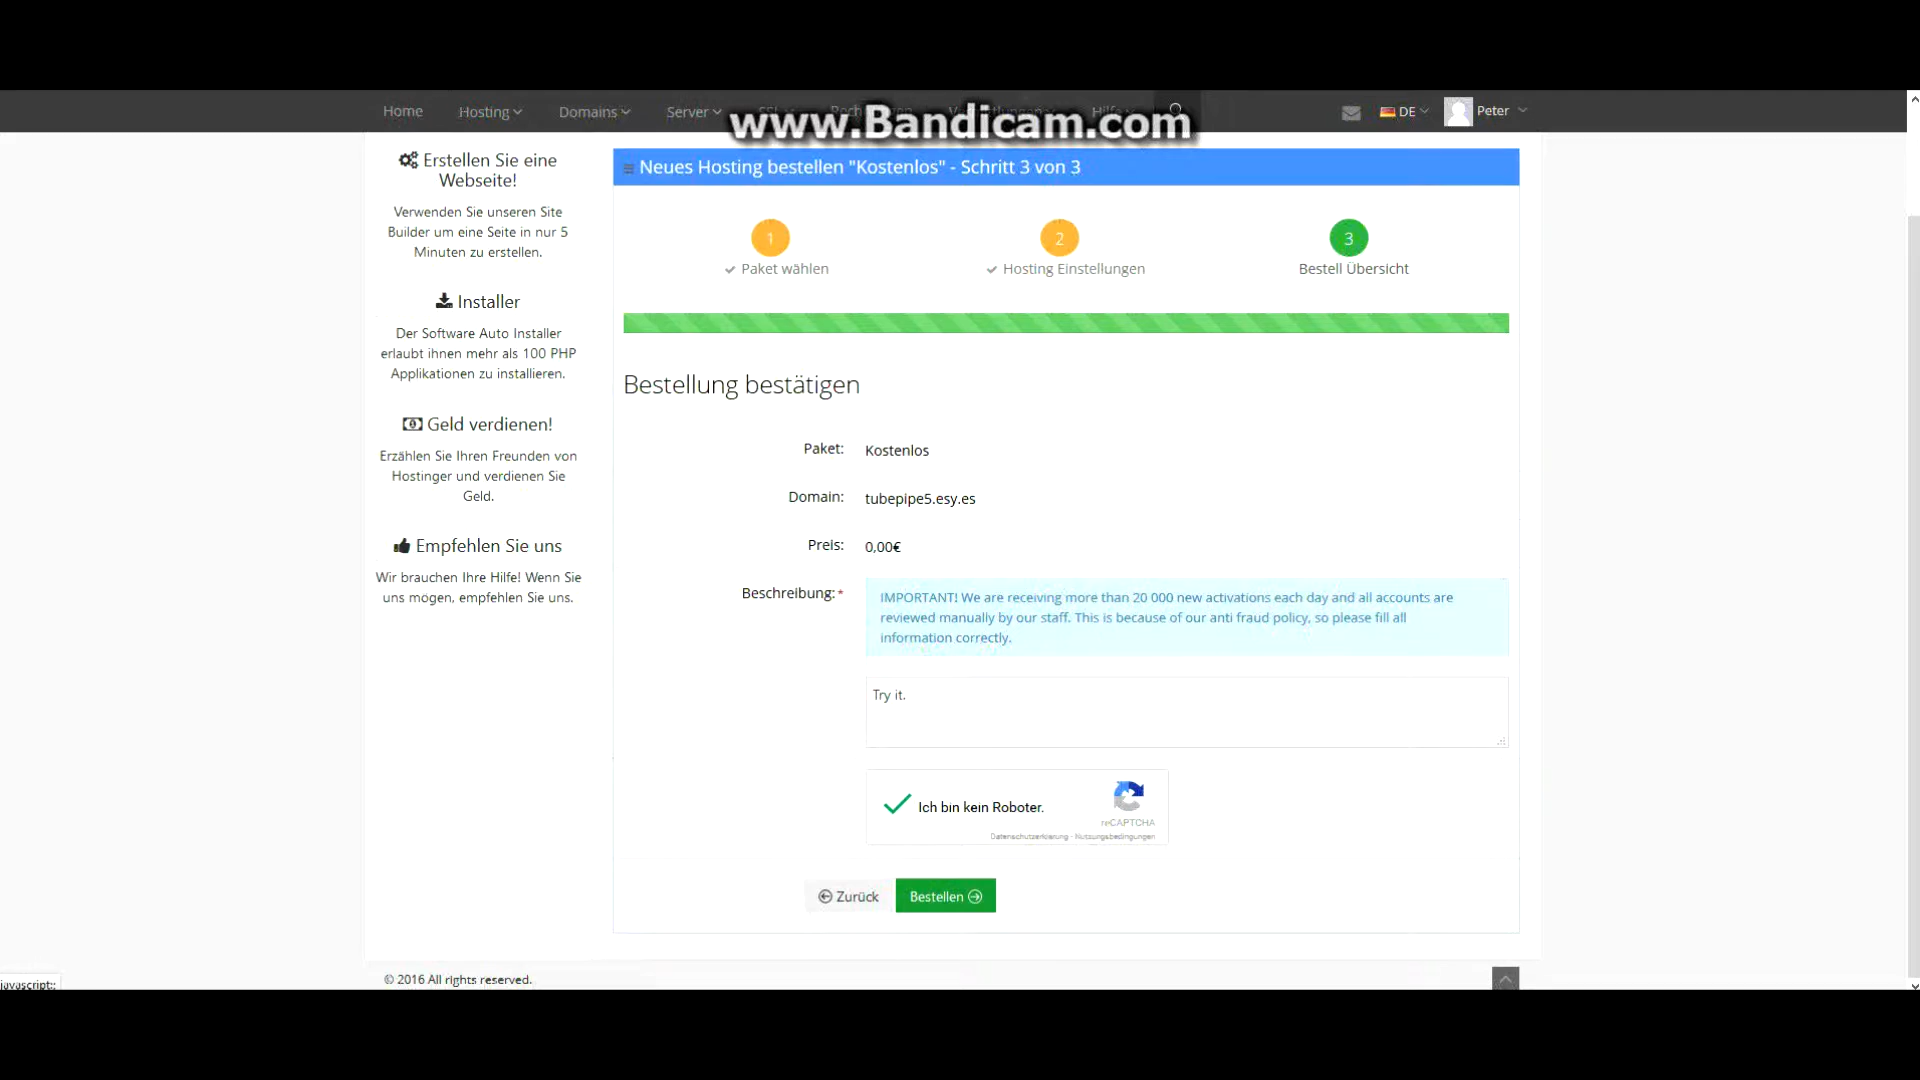 Home Hosting Domains Server
www.Bandicam.com
DE Peter
Erstellen Sie eine
Webseite!
Verwenden Sie unseren Site
Builder um eine Seite in nur 5
Minuten zu erstellen.
Installer
Der Software Auto Installer
erlaubt ihnen mehr als 100 PHP
Applikationen zu installieren.
Geld verdienen!
Erzählen Sie Ihren Freunden von
Hostinger und verdienen Sie
Geld.
Empfehlen Sie uns
Wir brauchen Ihre Hilfe! Wenn Sie
uns mögen, empfehlen Sie uns.
Neues Hosting bestellen "Kostenlos" - Schritt 3 von 3
1 2 3
Paket wählen Hosting Einstellungen Bestell Übersicht
Bestellung bestätigen
Paket: Kostenlos
Domain: tubepipe5.esy.es
Preis: 0,00€
Beschreibung:*
IMPORTANT! We are receiving more than 20 000 new activations each day and all accounts are
reviewed manually by our staff. This is because of our anti fraud policy, so please fill all
information correctly.
Try it.
Ich bin kein Roboter.
reCAPTCHA
Datenschutzerklärung - Nutzungsbedingungen
Zurück Bestellen
© 2016 All rights reserved.
javascript:;